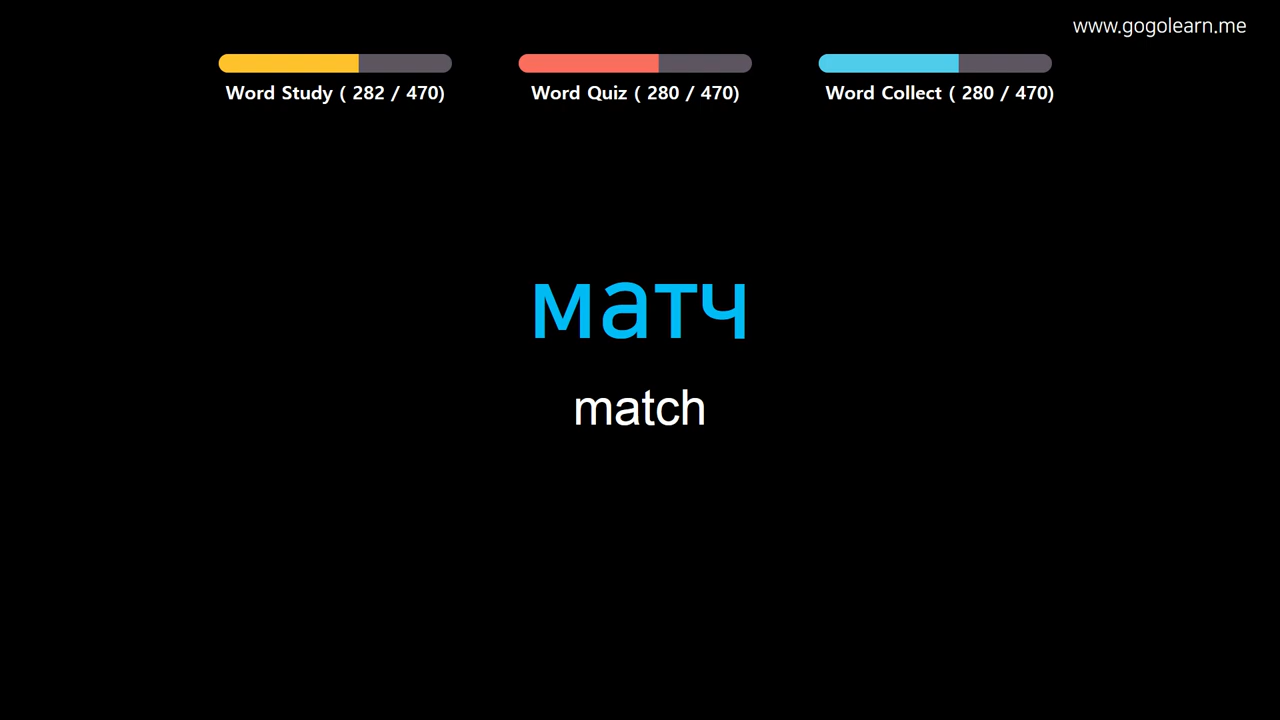 www.gogolearn.me
Word Study ( 282 / 470)
Word Quiz ( 280 / 470)
Word Collect ( 280 / 470)
матч
match